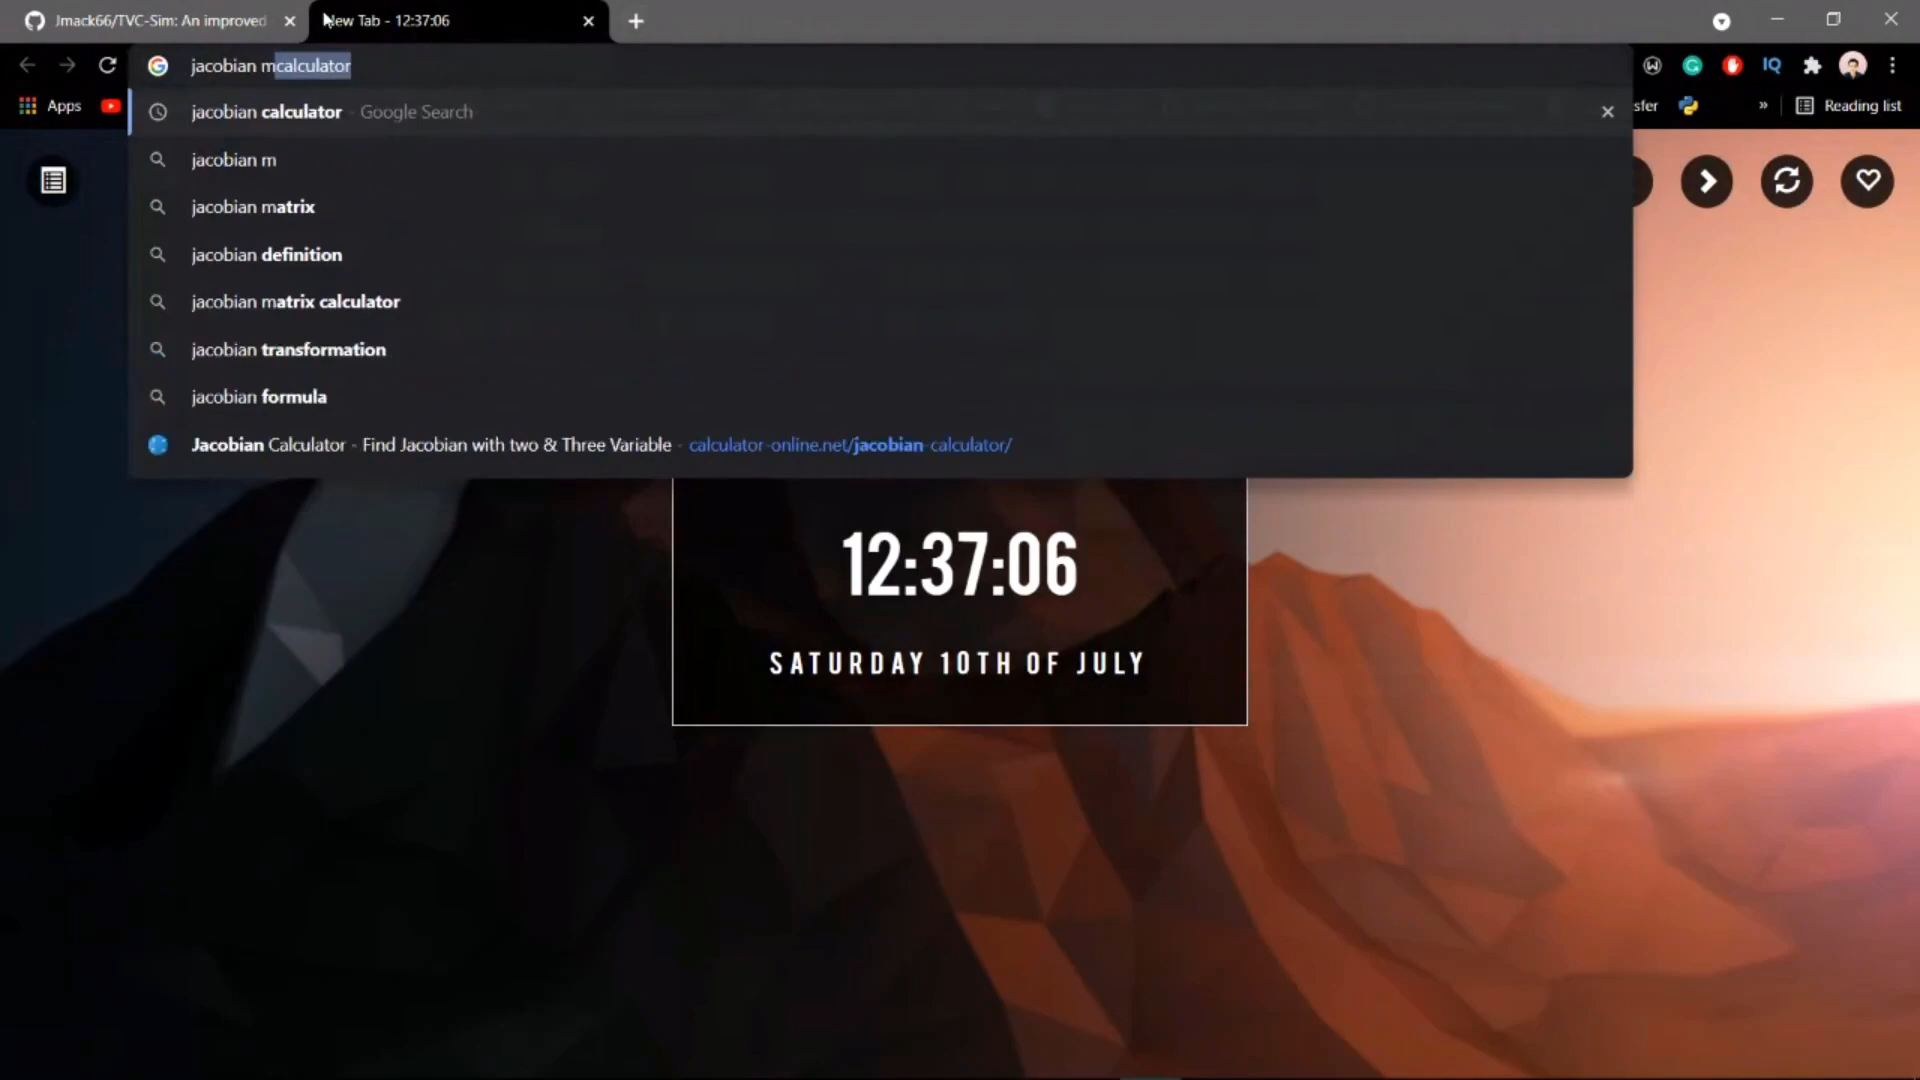 Jmack66/TVC-Sim: An improved
New Tab - 12:37:06
jacobian mcalculator
IQ
Apps
sfer
»
Reading list
jacobian calculator - Google Search
jacobian m
jacobian matrix
jacobian definition
jacobian matrix calculator
jacobian transformation
jacobian formula
Jacobian Calculator - Find Jacobian with two & Three Variable - calculator-online.net/jacobian-calculator/
12:37:06
SATURDAY 10TH OF JULY